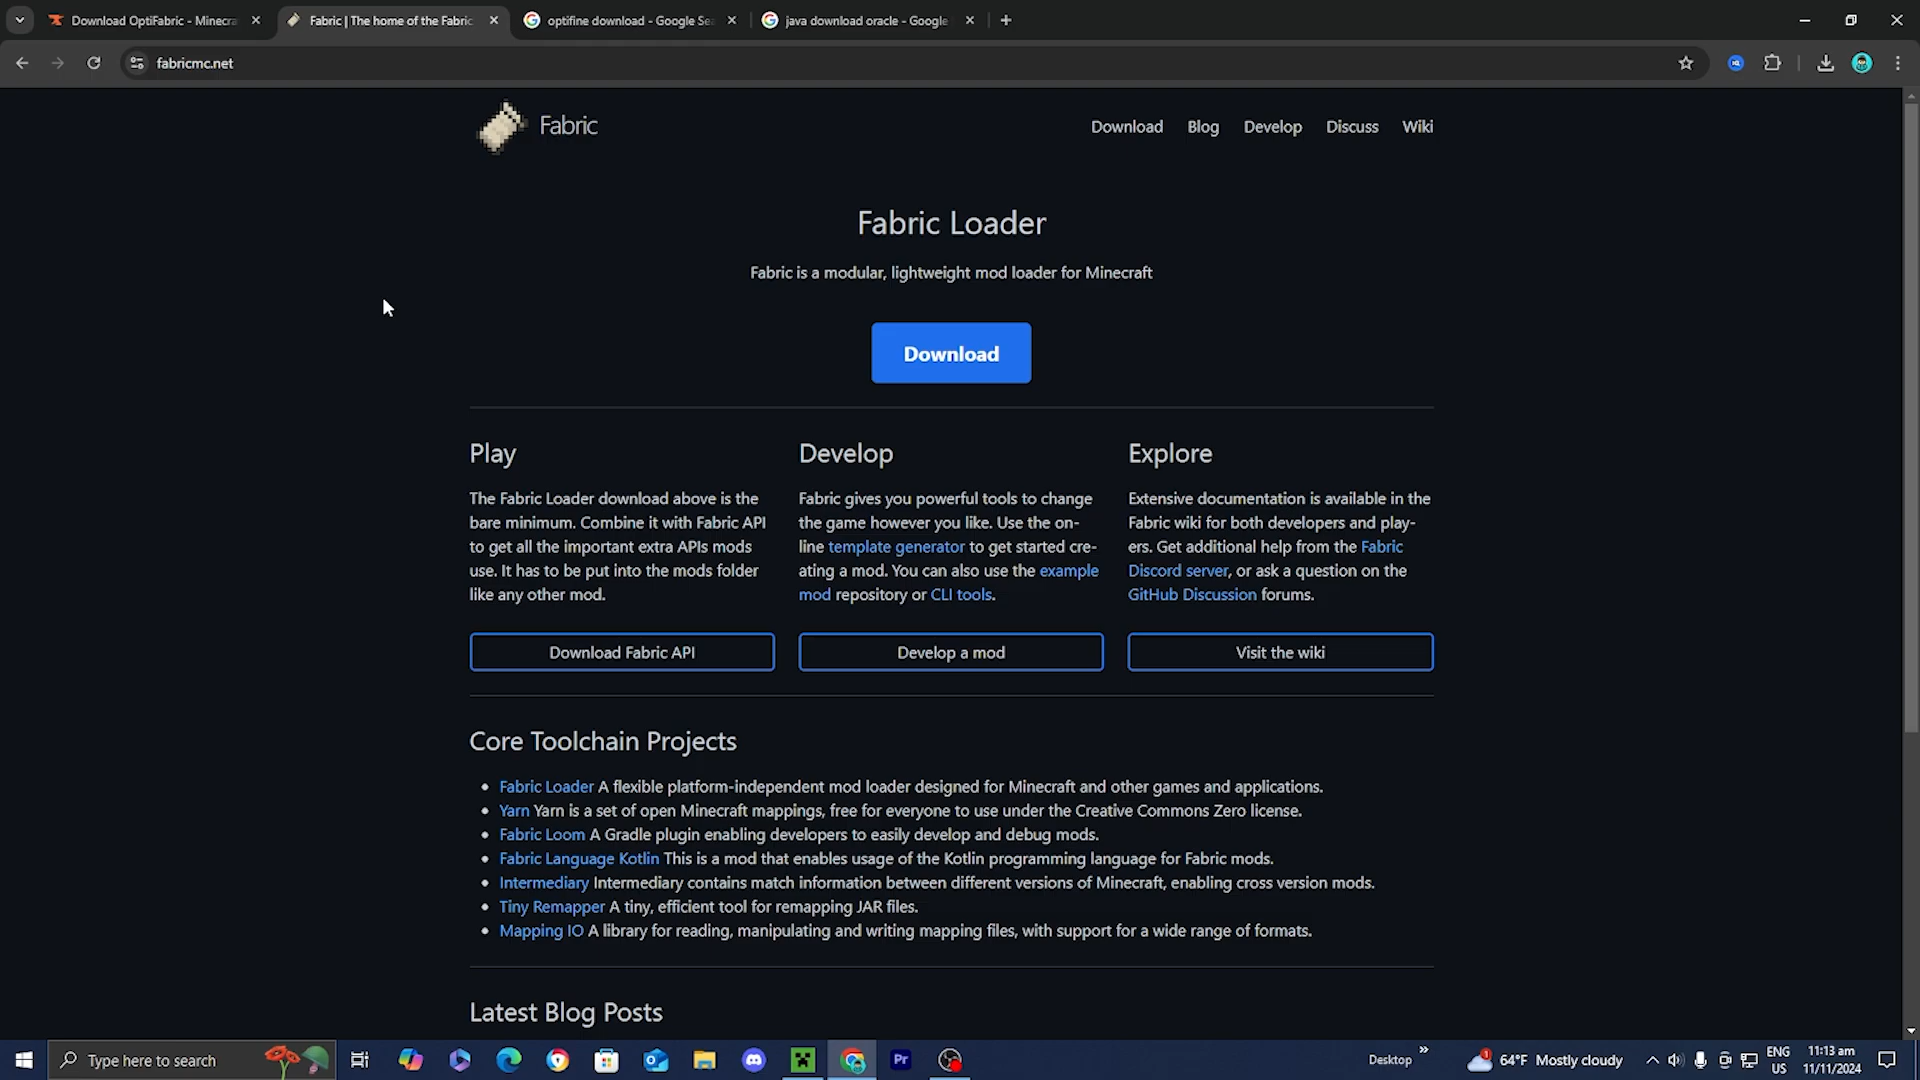 Download OptiFabric - Minecra
Fabric | The home of the Fabric
optifine download - Google Sea
java download oracle - Google
fabricmc.net
Fabric
Download
Blog
Develop
Discuss
Wiki
Fabric Loader
Fabric is a modular, lightweight mod loader for Minecraft
Download
Play
The Fabric Loader download above is the
bare minimum. Combine it with Fabric API
to get all the important extra APIs mods
use. It has to be put into the mods folder
like any other mod.
Download Fabric API
Develop
Fabric gives you powerful tools to change
the game however you like. Use the on-
line template generator to get started cre-
ating a mod. You can also use the example
mod repository or CLI tools.
Develop a mod
Explore
Extensive documentation is available in the
Fabric wiki for both developers and play-
ers. Get additional help from the Fabric
Discord server, or ask a question on the
GitHub Discussion forums.
Visit the wiki
Core Toolchain Projects
Fabric Loader A flexible platform-independent mod loader designed for Minecraft and other games and applications.
Yarn Yarn is a set of open Minecraft mappings, free for everyone to use under the Creative Commons Zero license.
Fabric Loom A Gradle plugin enabling developers to easily develop and debug mods.
Fabric Language Kotlin This is a mod that enables usage of the Kotlin programming language for Fabric mods.
Intermediary Intermediary contains match information between different versions of Minecraft, enabling cross version mods.
Tiny Remapper A tiny, efficient tool for remapping JAR files.
Mapping IO A library for reading, manipulating and writing mapping files, with support for a wide range of formats.
Latest Blog Posts
Type here to search
Pr
Desktop
1
64°F Mostly cloudy
ENG
US
11:13 am
11/11/2024